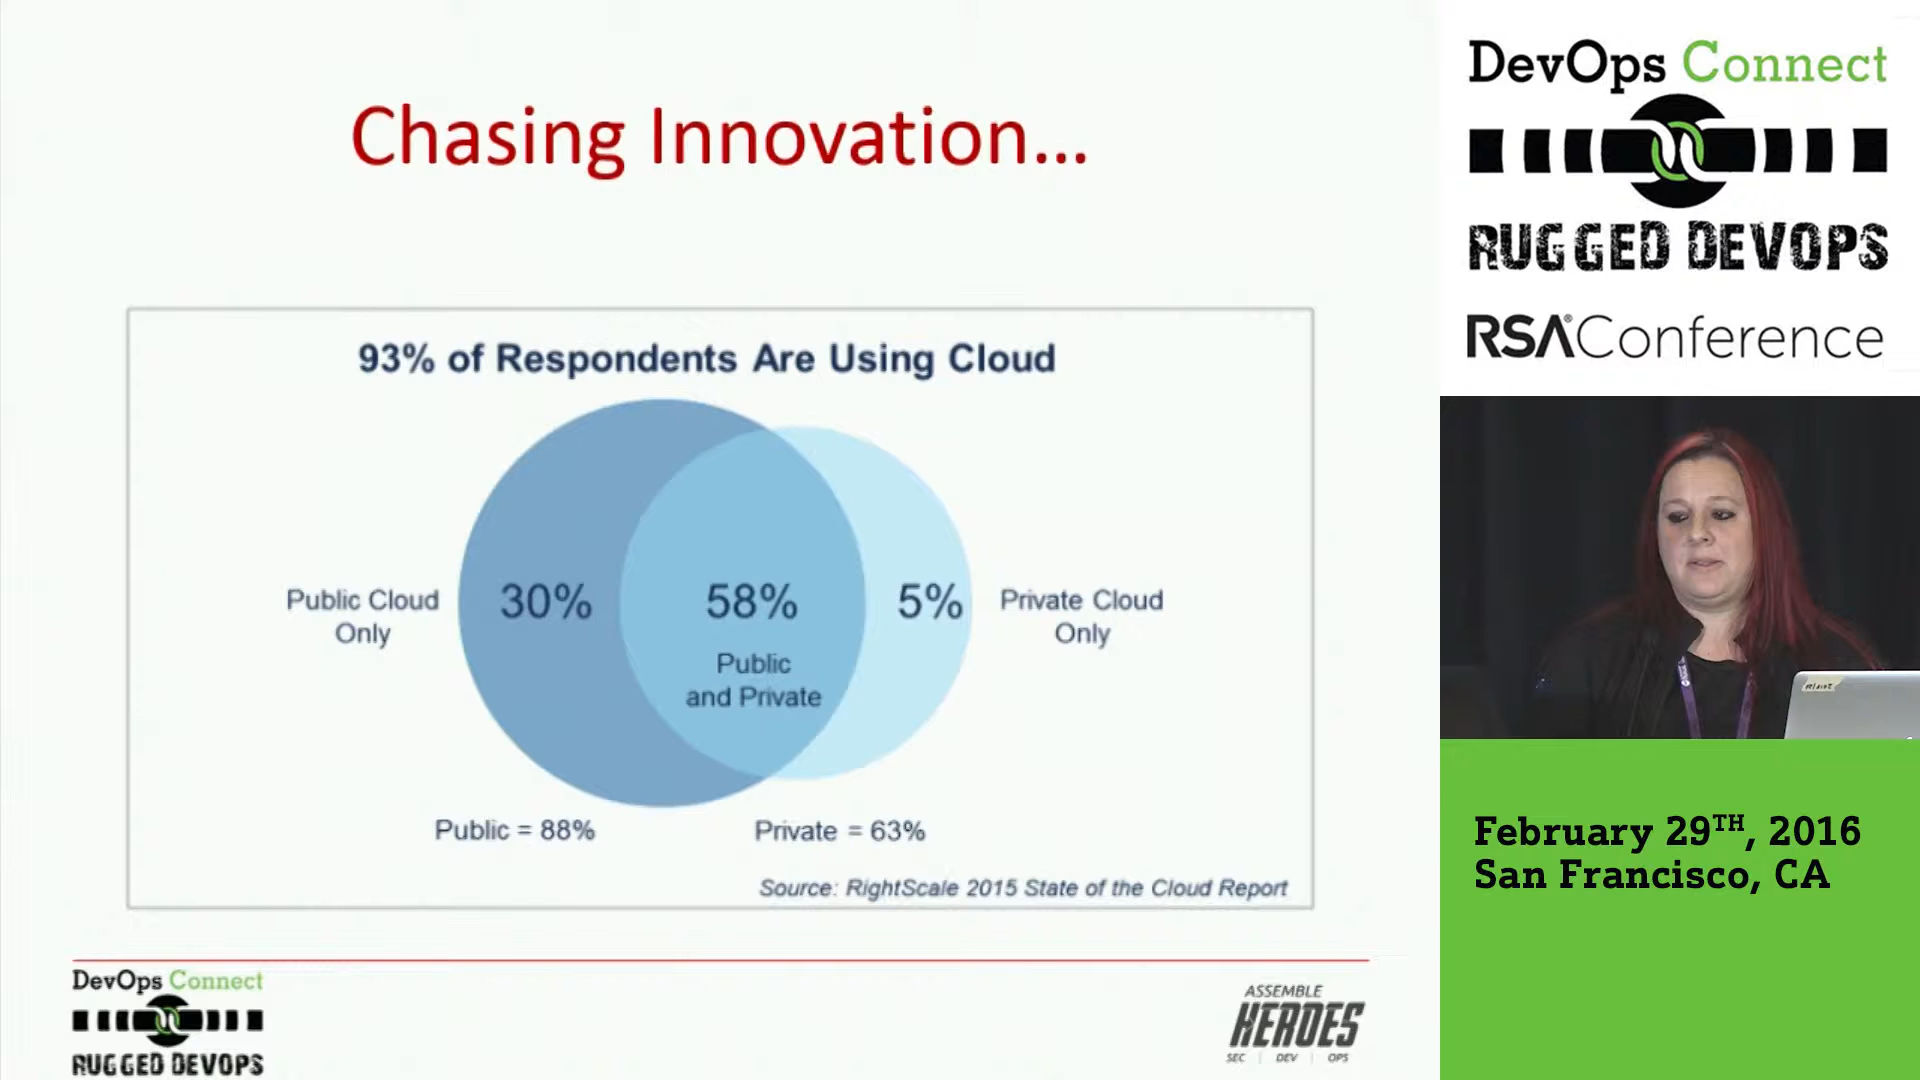 Chasing Innovation...
93% of Respondents Are Using Cloud
Public Cloud
Only
30%
58%
Public
and Private
5%
Private Cloud
Only
Public = 88%
Private = 63%
Source: RightScale 2015 State of the Cloud Report
DevOps Connect
RUGGED DEVOPS
ASSEMBLE
HEROES
SEC | DEV | OPS
DevOps Connect
RUGGED DEVOPS
RSA®Conference
February 29TH, 2016
San Francisco, CA